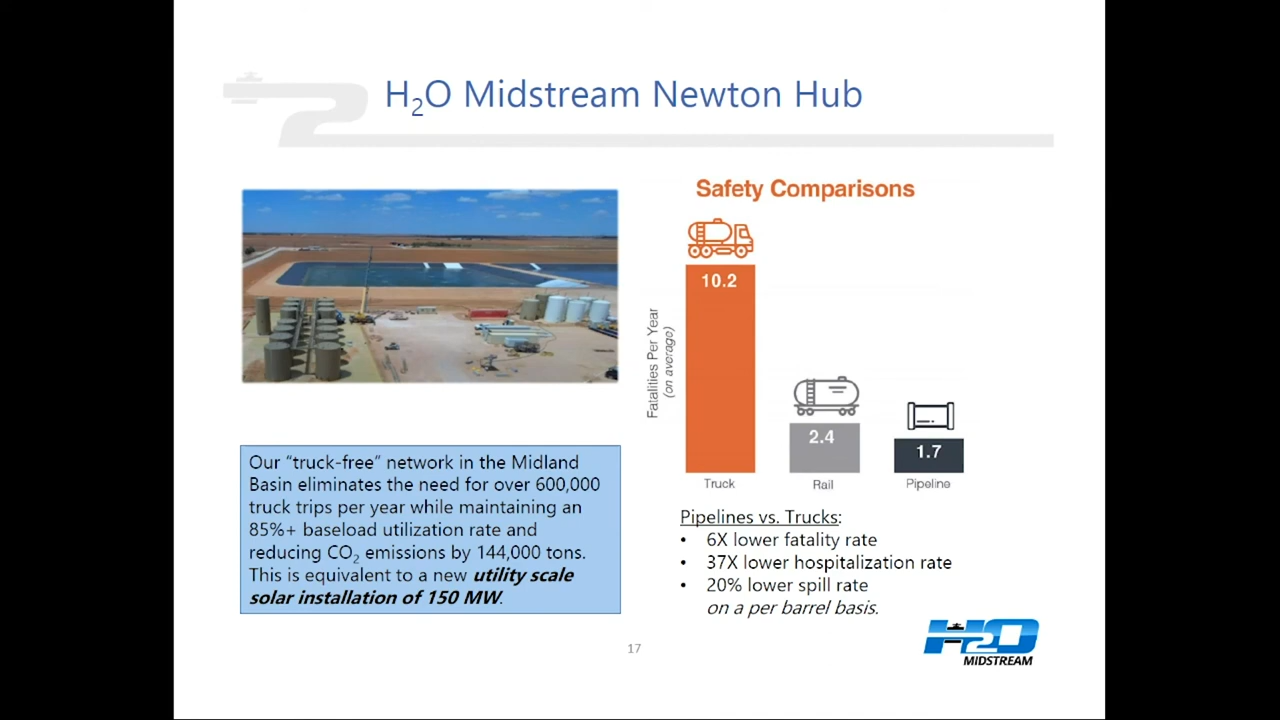 H2O Midstream Newton Hub
Safety Comparisons
10.2
2.4
1.7
Fatalities Per Year
(on average)
Truck
Rail
Pipeline
Our “truck-free” network in the Midland
Basin eliminates the need for over 600,000
truck trips per year while maintaining an
85%+ baseload utilization rate and
reducing CO2 emissions by 144,000 tons.
This is equivalent to a new utility scale
solar installation of 150 MW.
Pipelines vs. Trucks:
• 6X lower fatality rate
• 37X lower hospitalization rate
• 20% lower spill rate
on a per barrel basis.
17
H2O
MIDSTREAM